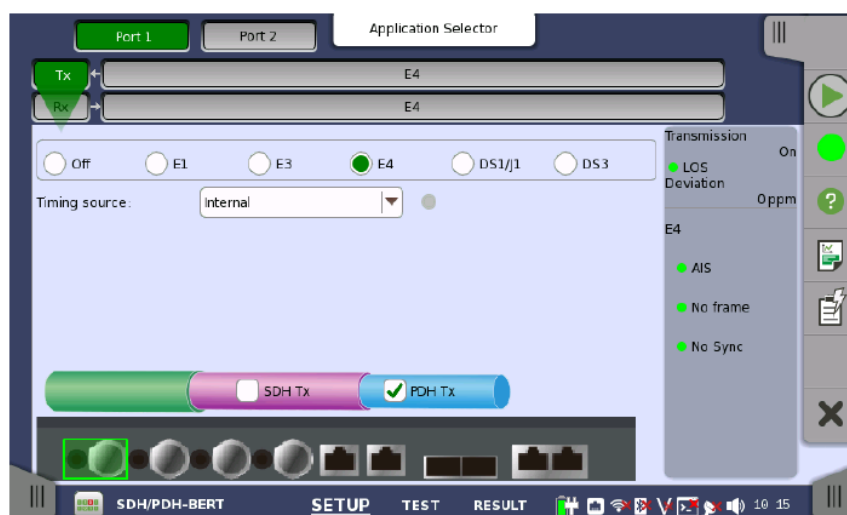 Port 1
Port 2
Application Selector
Tx
E4
Rx
E4
Off
E1
E3
E4
DS1/J1
DS3
Timing source:
Internal
Transmission
On
LOS
Deviation
0 ppm
E4
AIS
No frame
No Sync
SDH Tx
PDH Tx
SDH/PDH-BERT
SETUP
TEST
RESULT
10 15